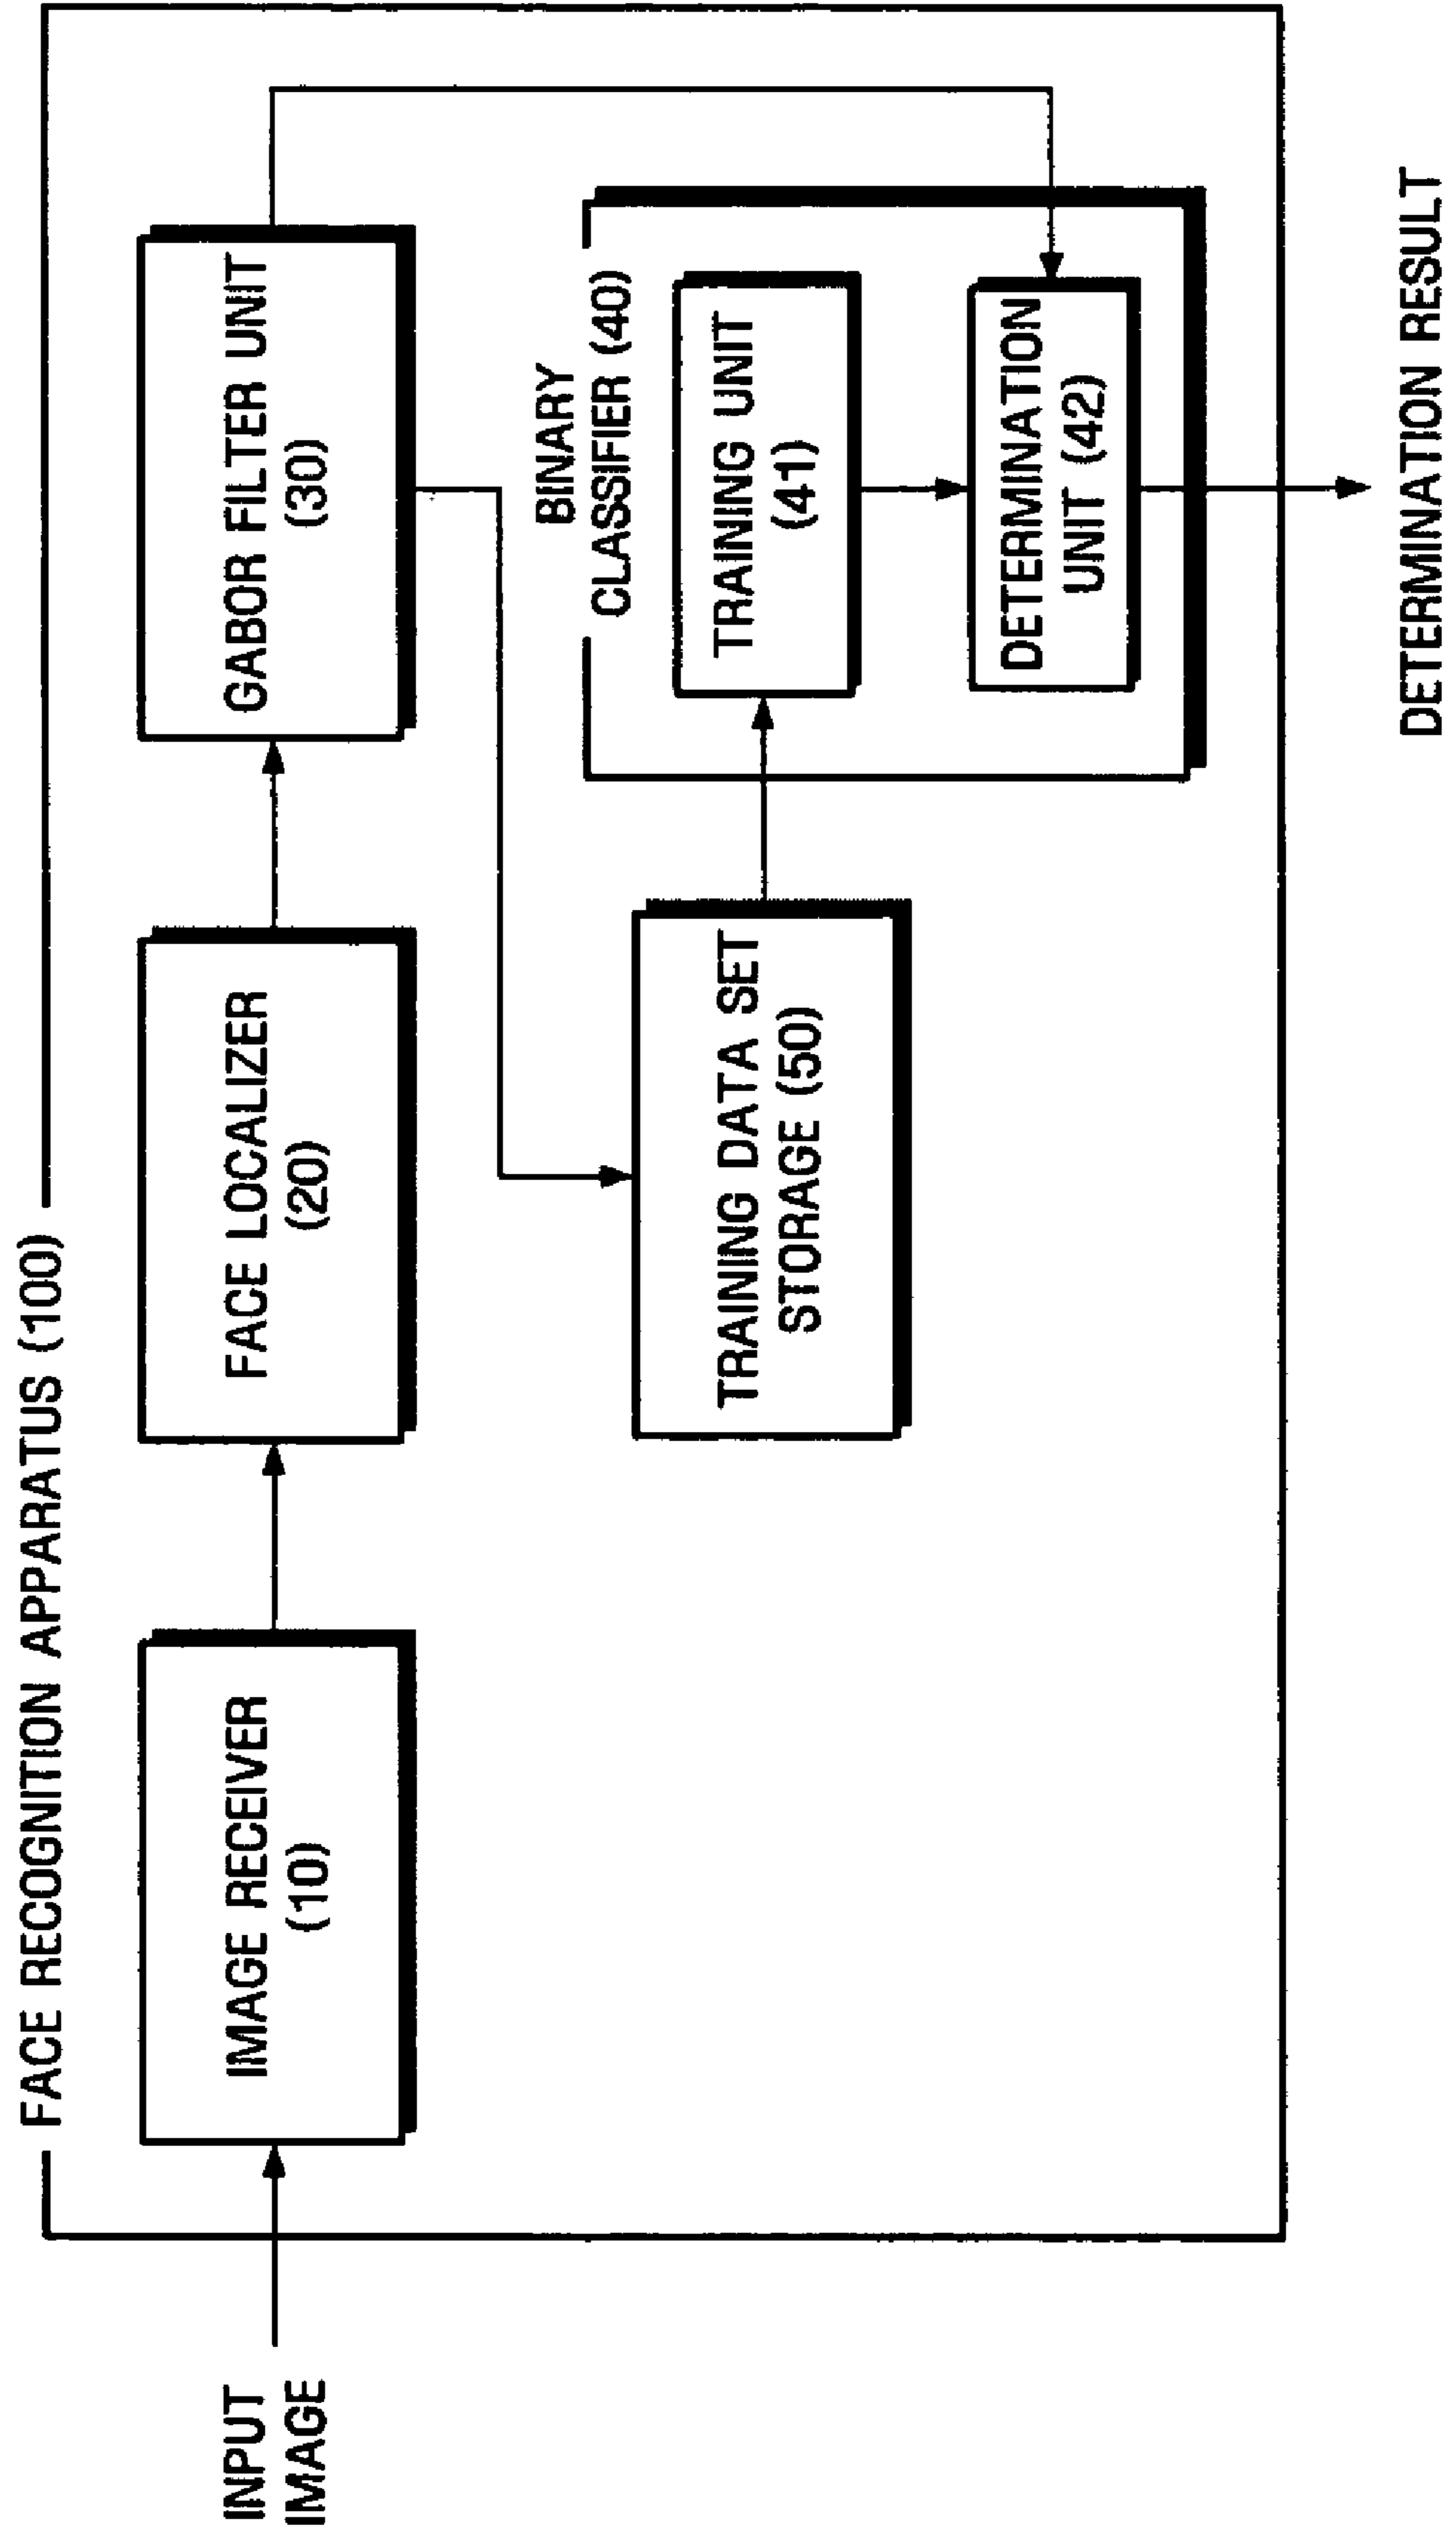 FACE RECOGNITION APPARATUS (100)
INPUT
IMAGE
IMAGE RECEIVER
(10)
FACE LOCALIZER
(20)
GABOR FILTER UNIT
(30)
BINARY
CLASSIFIER (40)
TRAINING DATA SET
STORAGE (50)
TRAINING UNIT
(41)
DETERMINATION
UNIT (42)
DETERMINATION RESULT